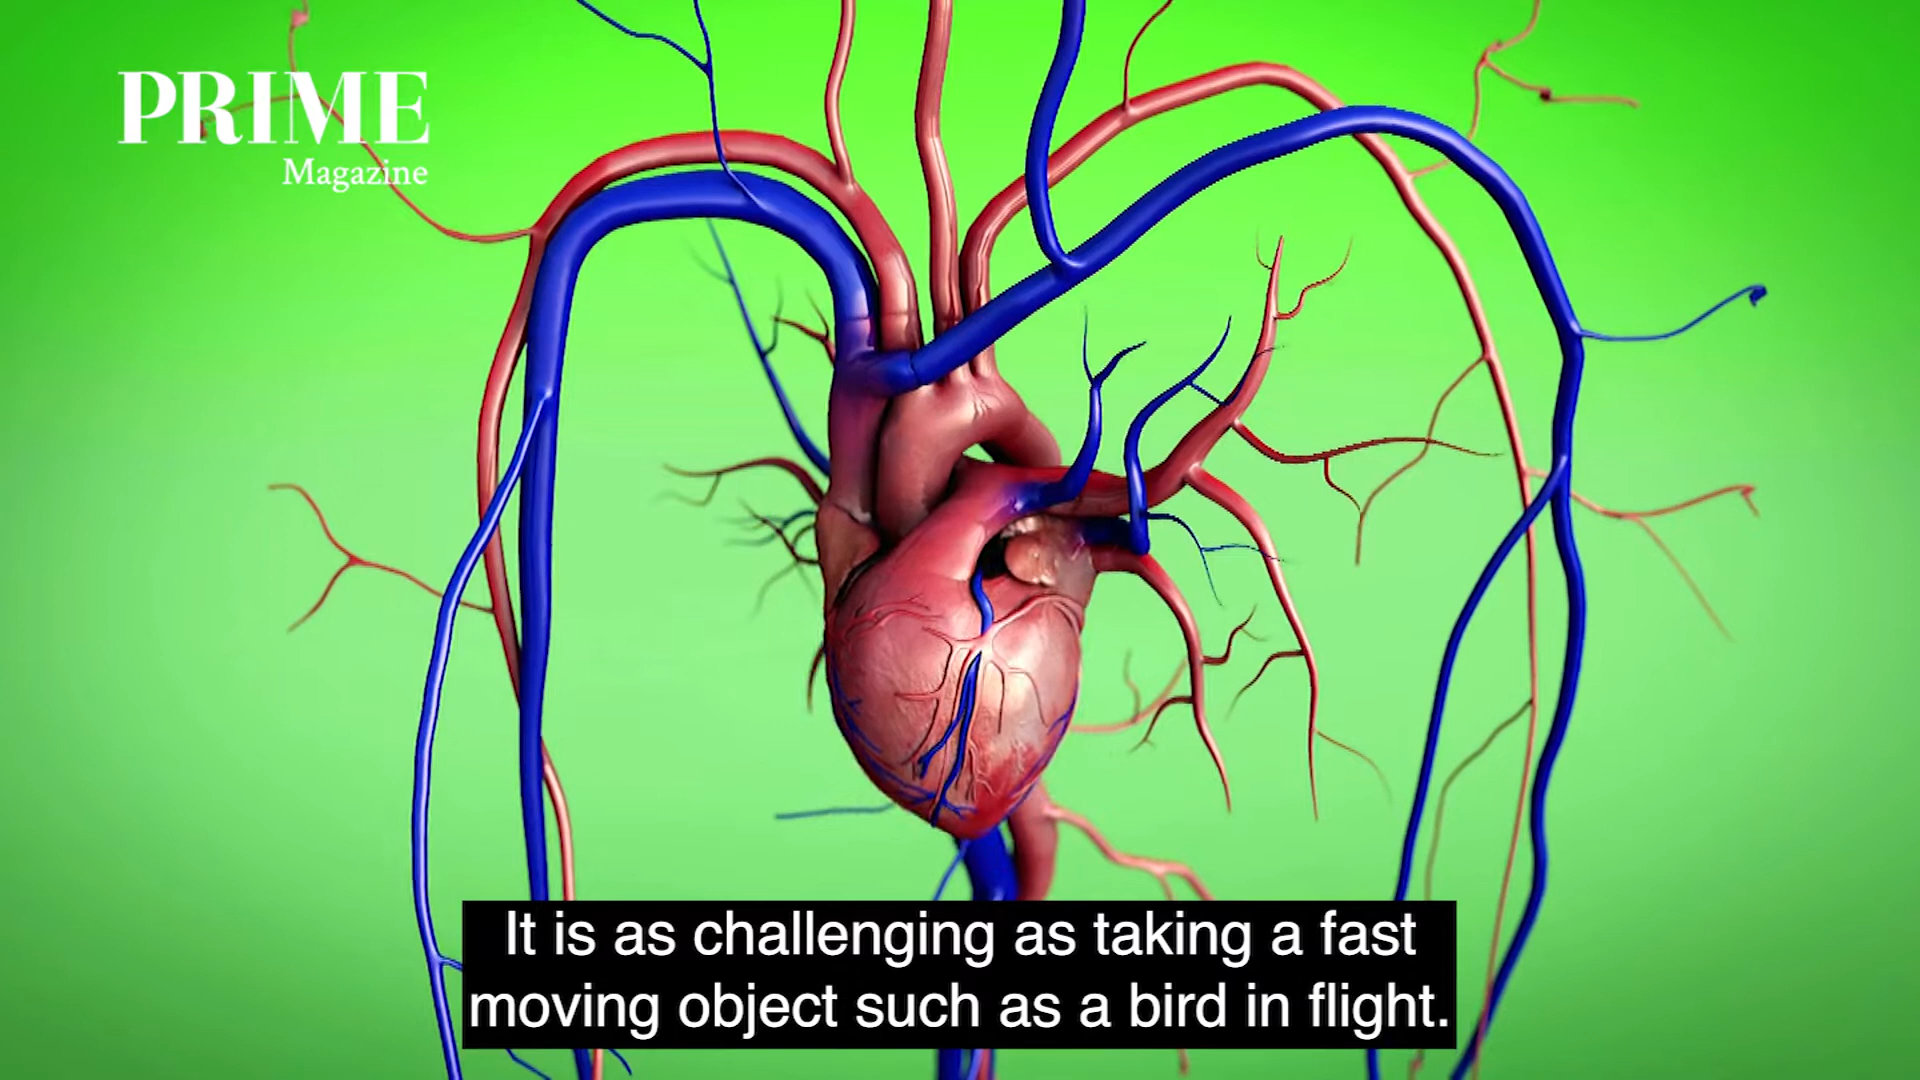 PRIME
Magazine
It is as challenging as taking a fast
moving object such as a bird in flight.